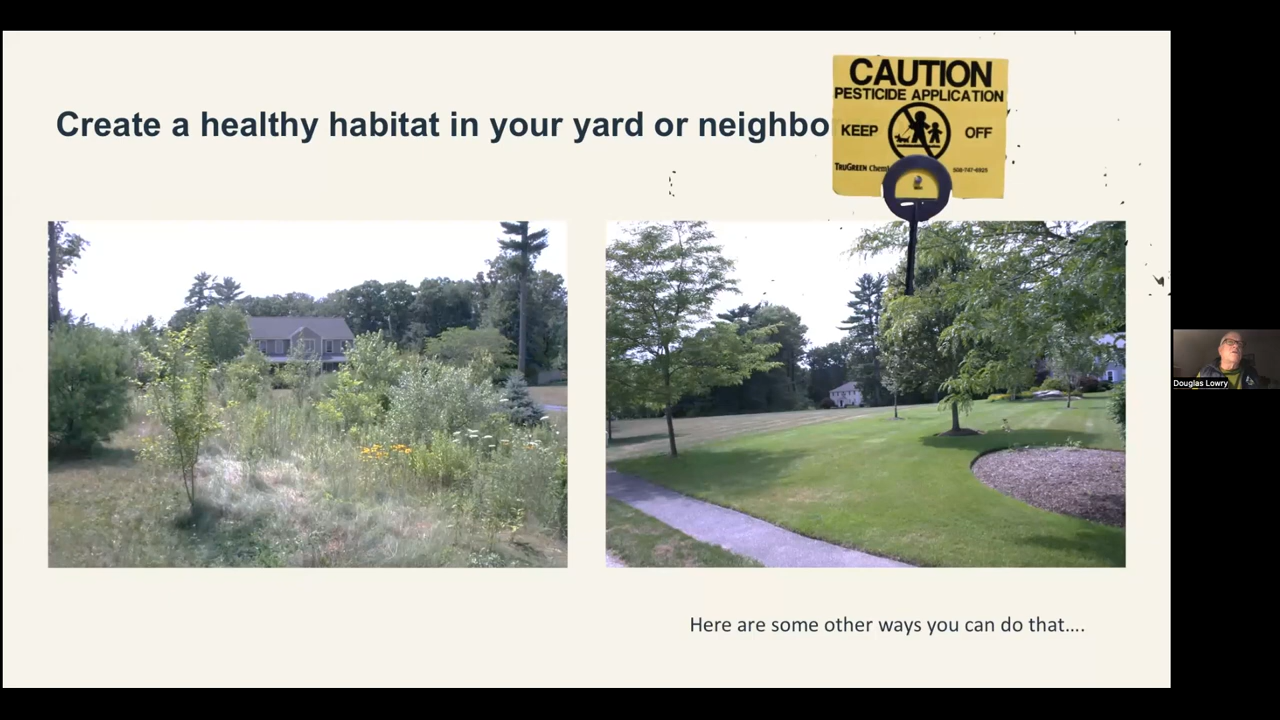 Create a healthy habitat in your yard or neighbo
CAUTION
PESTICIDE APPLICATION
KEEP OFF
TRUGREEN Chem
Here are some other ways you can do that....
Douglas Lowry